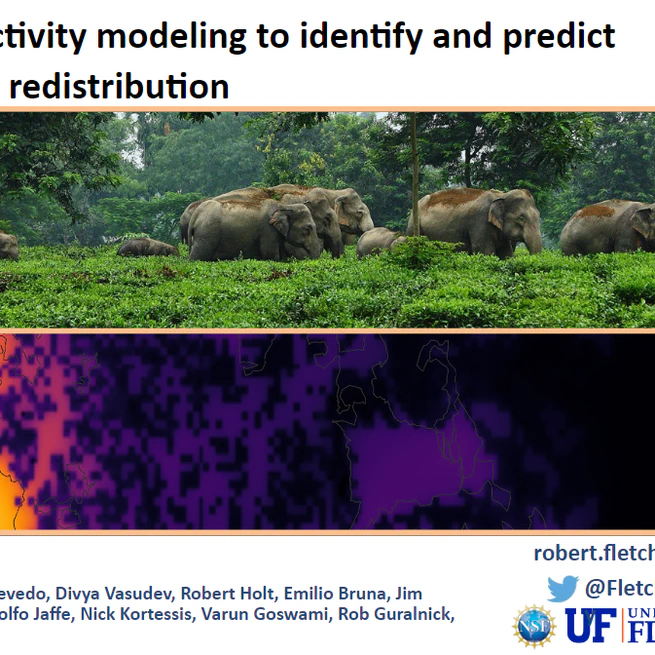 ctivity modeling to identify and predict
redistribution
robert.fletch
@Fletc
evedo, Divya Vasudev, Robert Holt, Emilio Bruna, Jim
olfo Jaffe, Nick Kortessis, Varun Goswami, Rob Guralnick,
NSF
UF UNI
FL